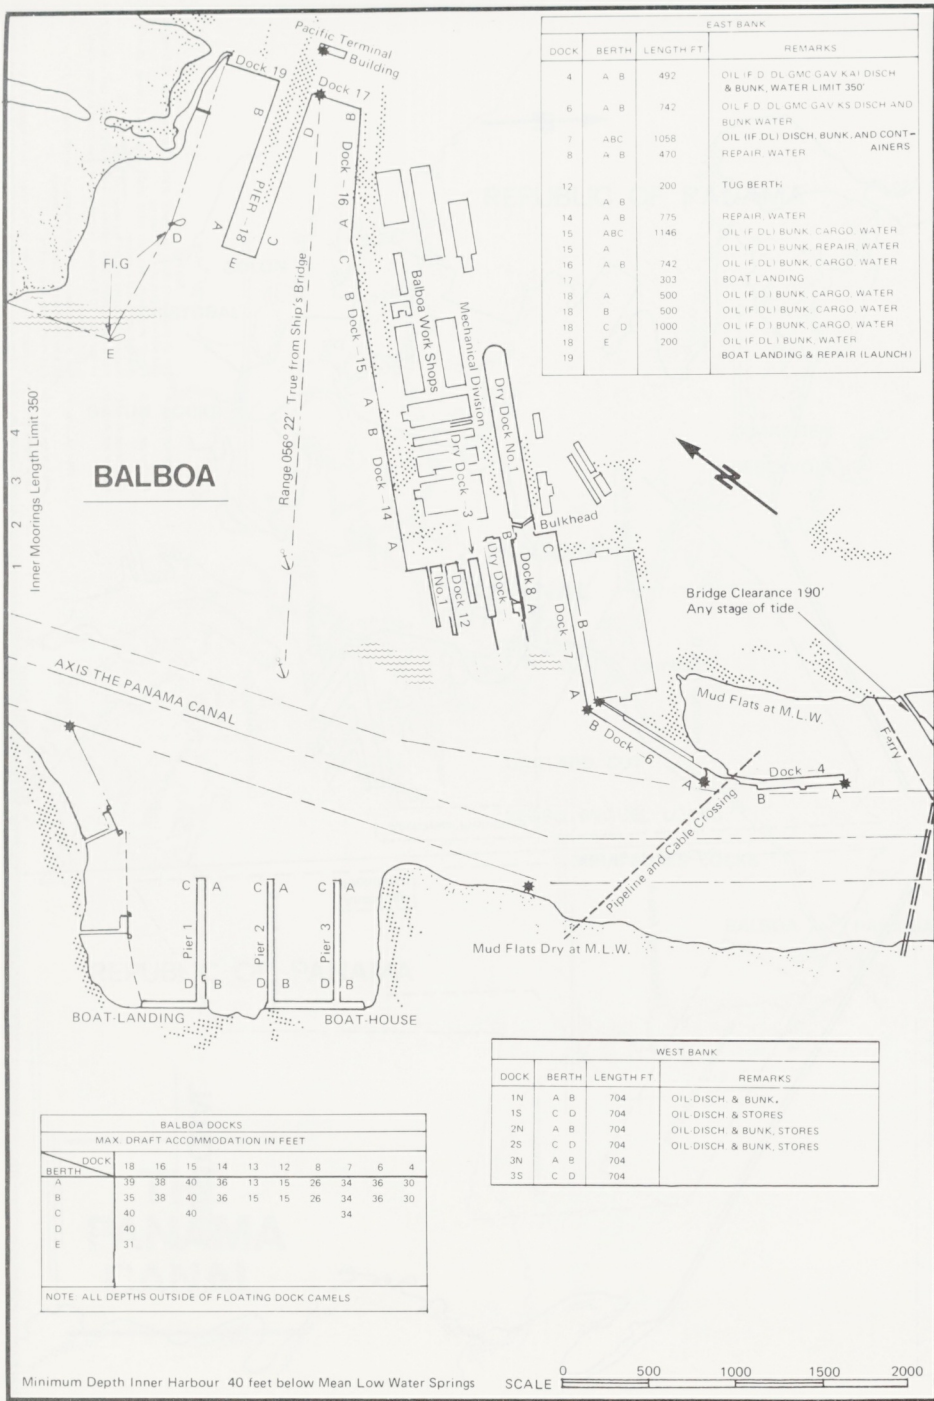 Pacific Terminal
Building
Dock 19
Dock 17
B
PIER - 18
A
E
C
D
B
Dock - 16
A
C
B
Dock - 15
A
A
B
Dock - 14
A
Fl.G
D
E
Range 056° 22' True from Ship's Bridge
Balboa Work Shops
Mechanical Division
Dry Dock No.1
Dry Dock 3
Dry Dock
Bulkhead
No.1
Dock 12
B
Dock 8
A
C
B
Dock - 7
A
1 2 3 4
Inner Moorings Length Limit 350'
BALBOA
N
Bridge Clearance 190'
Any stage of tide
Mud Flats at M.L.W.
Ferry
B Dock - 6
A
Dock - 4
B
A
Pipeline and Cable Crossing
AXIS THE PANAMA CANAL
Mud Flats Dry at M.L.W.
C A
Pier 1
D B
C A
Pier 2
D B
C A
Pier 3
D B
BOAT-LANDING
BOAT-HOUSE
EAST BANK
DOCK BERTH LENGTH FT REMARKS
4 A B 492 OIL (F D DL GMC GAV KA) DISCH
& BUNK, WATER LIMIT 350'
6 A B 742 OIL F D DL GMC GAV KS DISCH AND
BUNK WATER
7 ABC 1058 OIL (IF DL) DISCH, BUNK, AND CONT-
AINERS
8 A B 470 REPAIR WATER
12 200 TUG BERTH
A B
14 A B 775 REPAIR, WATER
15 ABC 1146 OIL (F DL) BUNK, CARGO, WATER
15 A OIL (F DL) BUNK, REPAIR, WATER
16 A B 742 OIL (F DL) BUNK, CARGO, WATER
17 303 BOAT LANDING
18 A 500 OIL (F D ) BUNK, CARGO, WATER
18 B 500 OIL (F DL) BUNK, CARGO, WATER
18 C D 1000 OIL (F D ) BUNK, CARGO, WATER
18 E 200 OIL (F DL ) BUNK, WATER
19 BOAT LANDING & REPAIR (LAUNCH)
WEST BANK
DOCK BERTH LENGTH FT REMARKS
1N A B 704 OIL-DISCH & BUNK.
1S C D 704 OIL-DISCH & STORES
2N A B 704 OIL-DISCH & BUNK, STORES
2S C D 704 OIL-DISCH & BUNK, STORES
3N A B 704
3S C D 704
BALBOA DOCKS
MAX. DRAFT ACCOMMODATION IN FEET
BERTH DOCK 18 16 15 14 13 12 8 7 6 4
A 39 38 40 36 13 15 26 34 36 30
B 35 38 40 36 15 15 26 34 36 30
C 40 40 34
D 40
E 31
NOTE: ALL DEPTHS OUTSIDE OF FLOATING DOCK CAMELS
Minimum Depth Inner Harbour 40 feet below Mean Low Water Springs
SCALE 0 500 1000 1500 2000